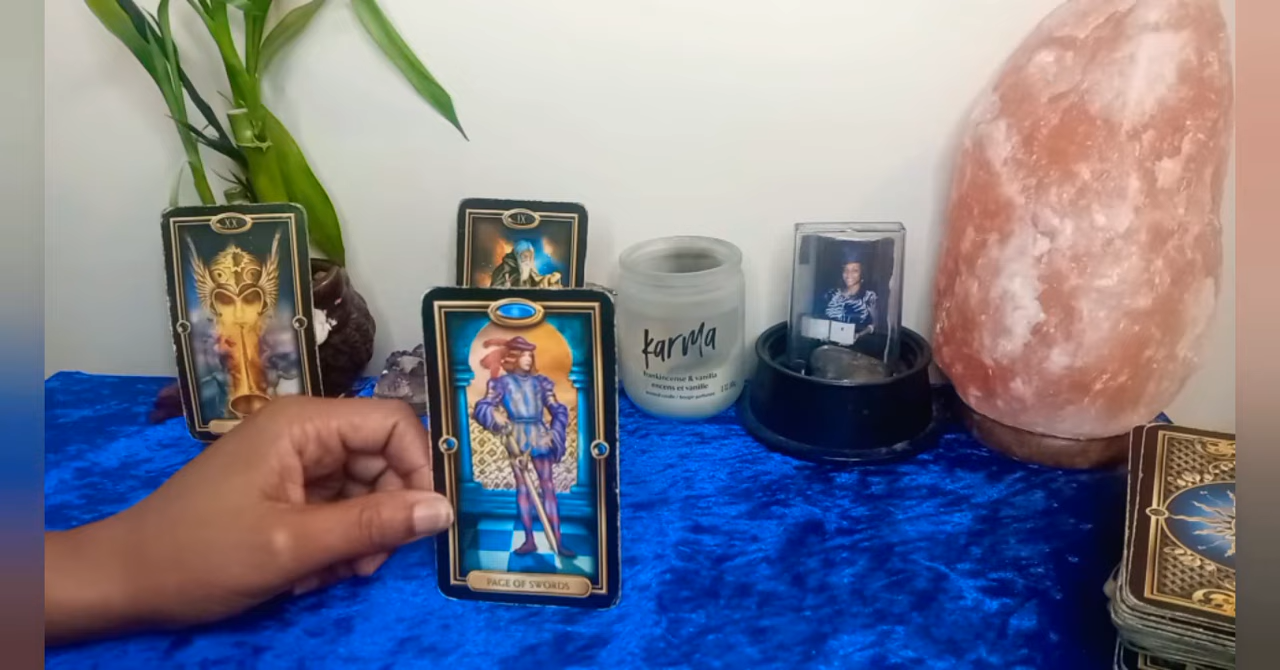 XX
IX
PAGE OF SWORDS
karma
frankincense & vanilla
encens et vanille